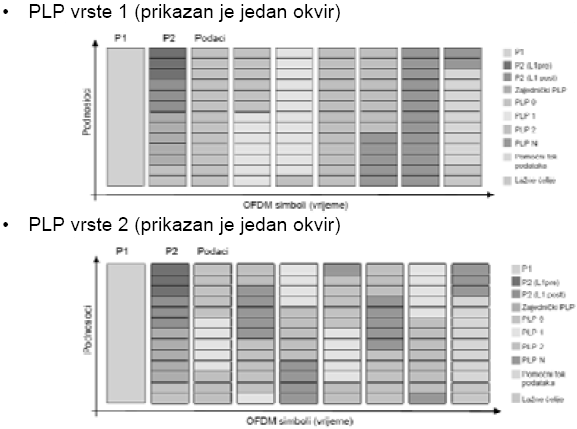 • PLP vrste 1 (prikazan je jedan okvir)
P1 P2 Podaci
Podnosioci
P1
P2 (L1pre)
P2 (L1 post)
Zajednički PLP
PLP 0
PLP 1
PLP 2
PLP N
Pomoćni tok
podataka
Lažne ćelije
OFDM simboli (vrijeme)
• PLP vrste 2 (prikazan je jedan okvir)
P1 P2 Podaci
Podnosioci
P1
P2 (L1pre)
P2 (L1 post)
Zajednički PLP
PLP 0
PLP 1
PLP 2
PLP N
Pomoćni tok
podataka
Lažne ćelije
OFDM simboli (vrijeme)